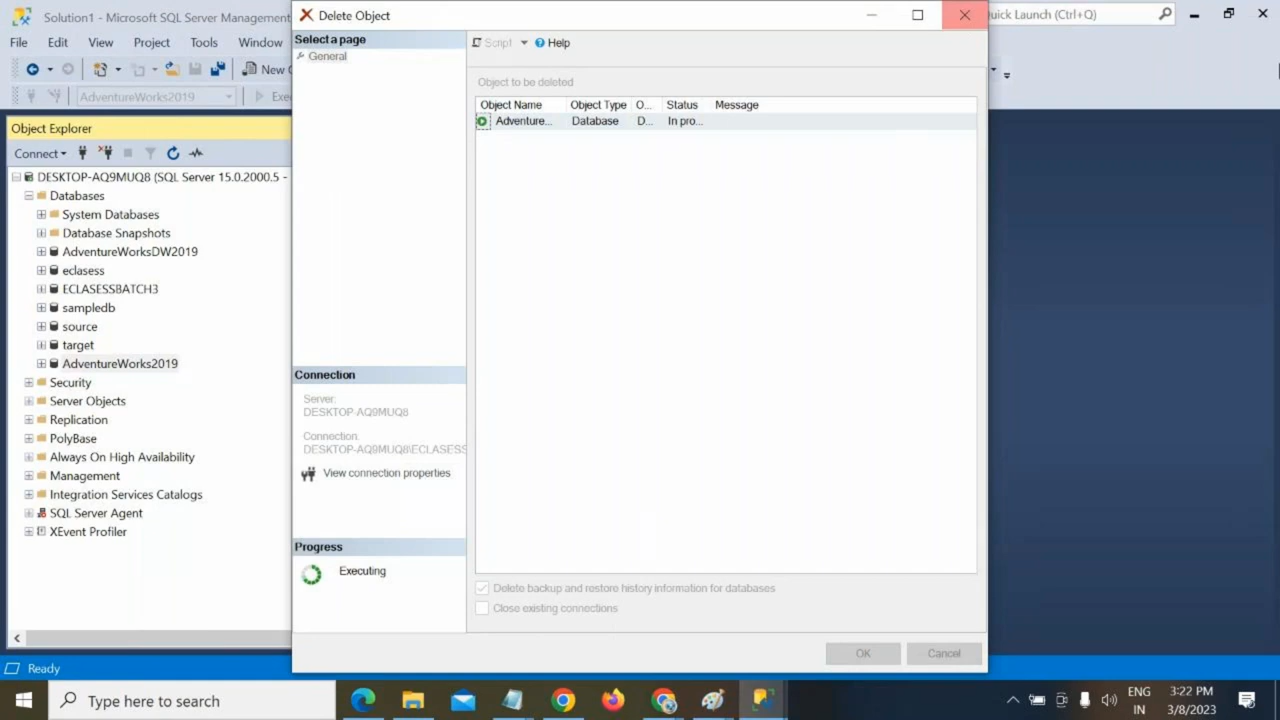 Solution1 - Microsoft SQL Server Management
Delete Object
Quick Launch (Ctrl+Q)
File Edit View Project Tools Window
Select a page
General
Script Help
New
AdventureWorks2019
Object to be deleted
Object Name Object Type O... Status Message
Adventure... Database D... In pro...
Object Explorer
Connect
DESKTOP-AQ9MUQ8 (SQL Server 15.0.2000.5 -
Databases
System Databases
Database Snapshots
AdventureWorksDW2019
eclasess
ECLASESSBATCH3
sampledb
source
target
AdventureWorks2019
Security
Server Objects
Replication
PolyBase
Always On High Availability
Management
Integration Services Catalogs
SQL Server Agent
XEvent Profiler
Connection
Server:
DESKTOP-AQ9MUQ8
Connection:
DESKTOP-AQ9MUQ8\ECLASESS
View connection properties
Progress
Executing
Delete backup and restore history information for databases
Close existing connections
OK Cancel
Ready
Type here to search
ENG
IN
3:22 PM
3/8/2023